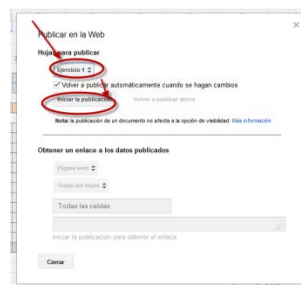 Publicar en la Web
Hojas para publicar
Ejercicio 1
Volver a publicar automáticamente cuando se hagan cambios
Iniciar la publicación Volver a publicar ahora
Nota: la publicación de un documento no afecta a la opción de visibilidad. Más información
Obtener un enlace a los datos publicados
Página web
Todas las hojas
Todas las celdas
Iniciar la publicación para obtener el enlace
Cerrar